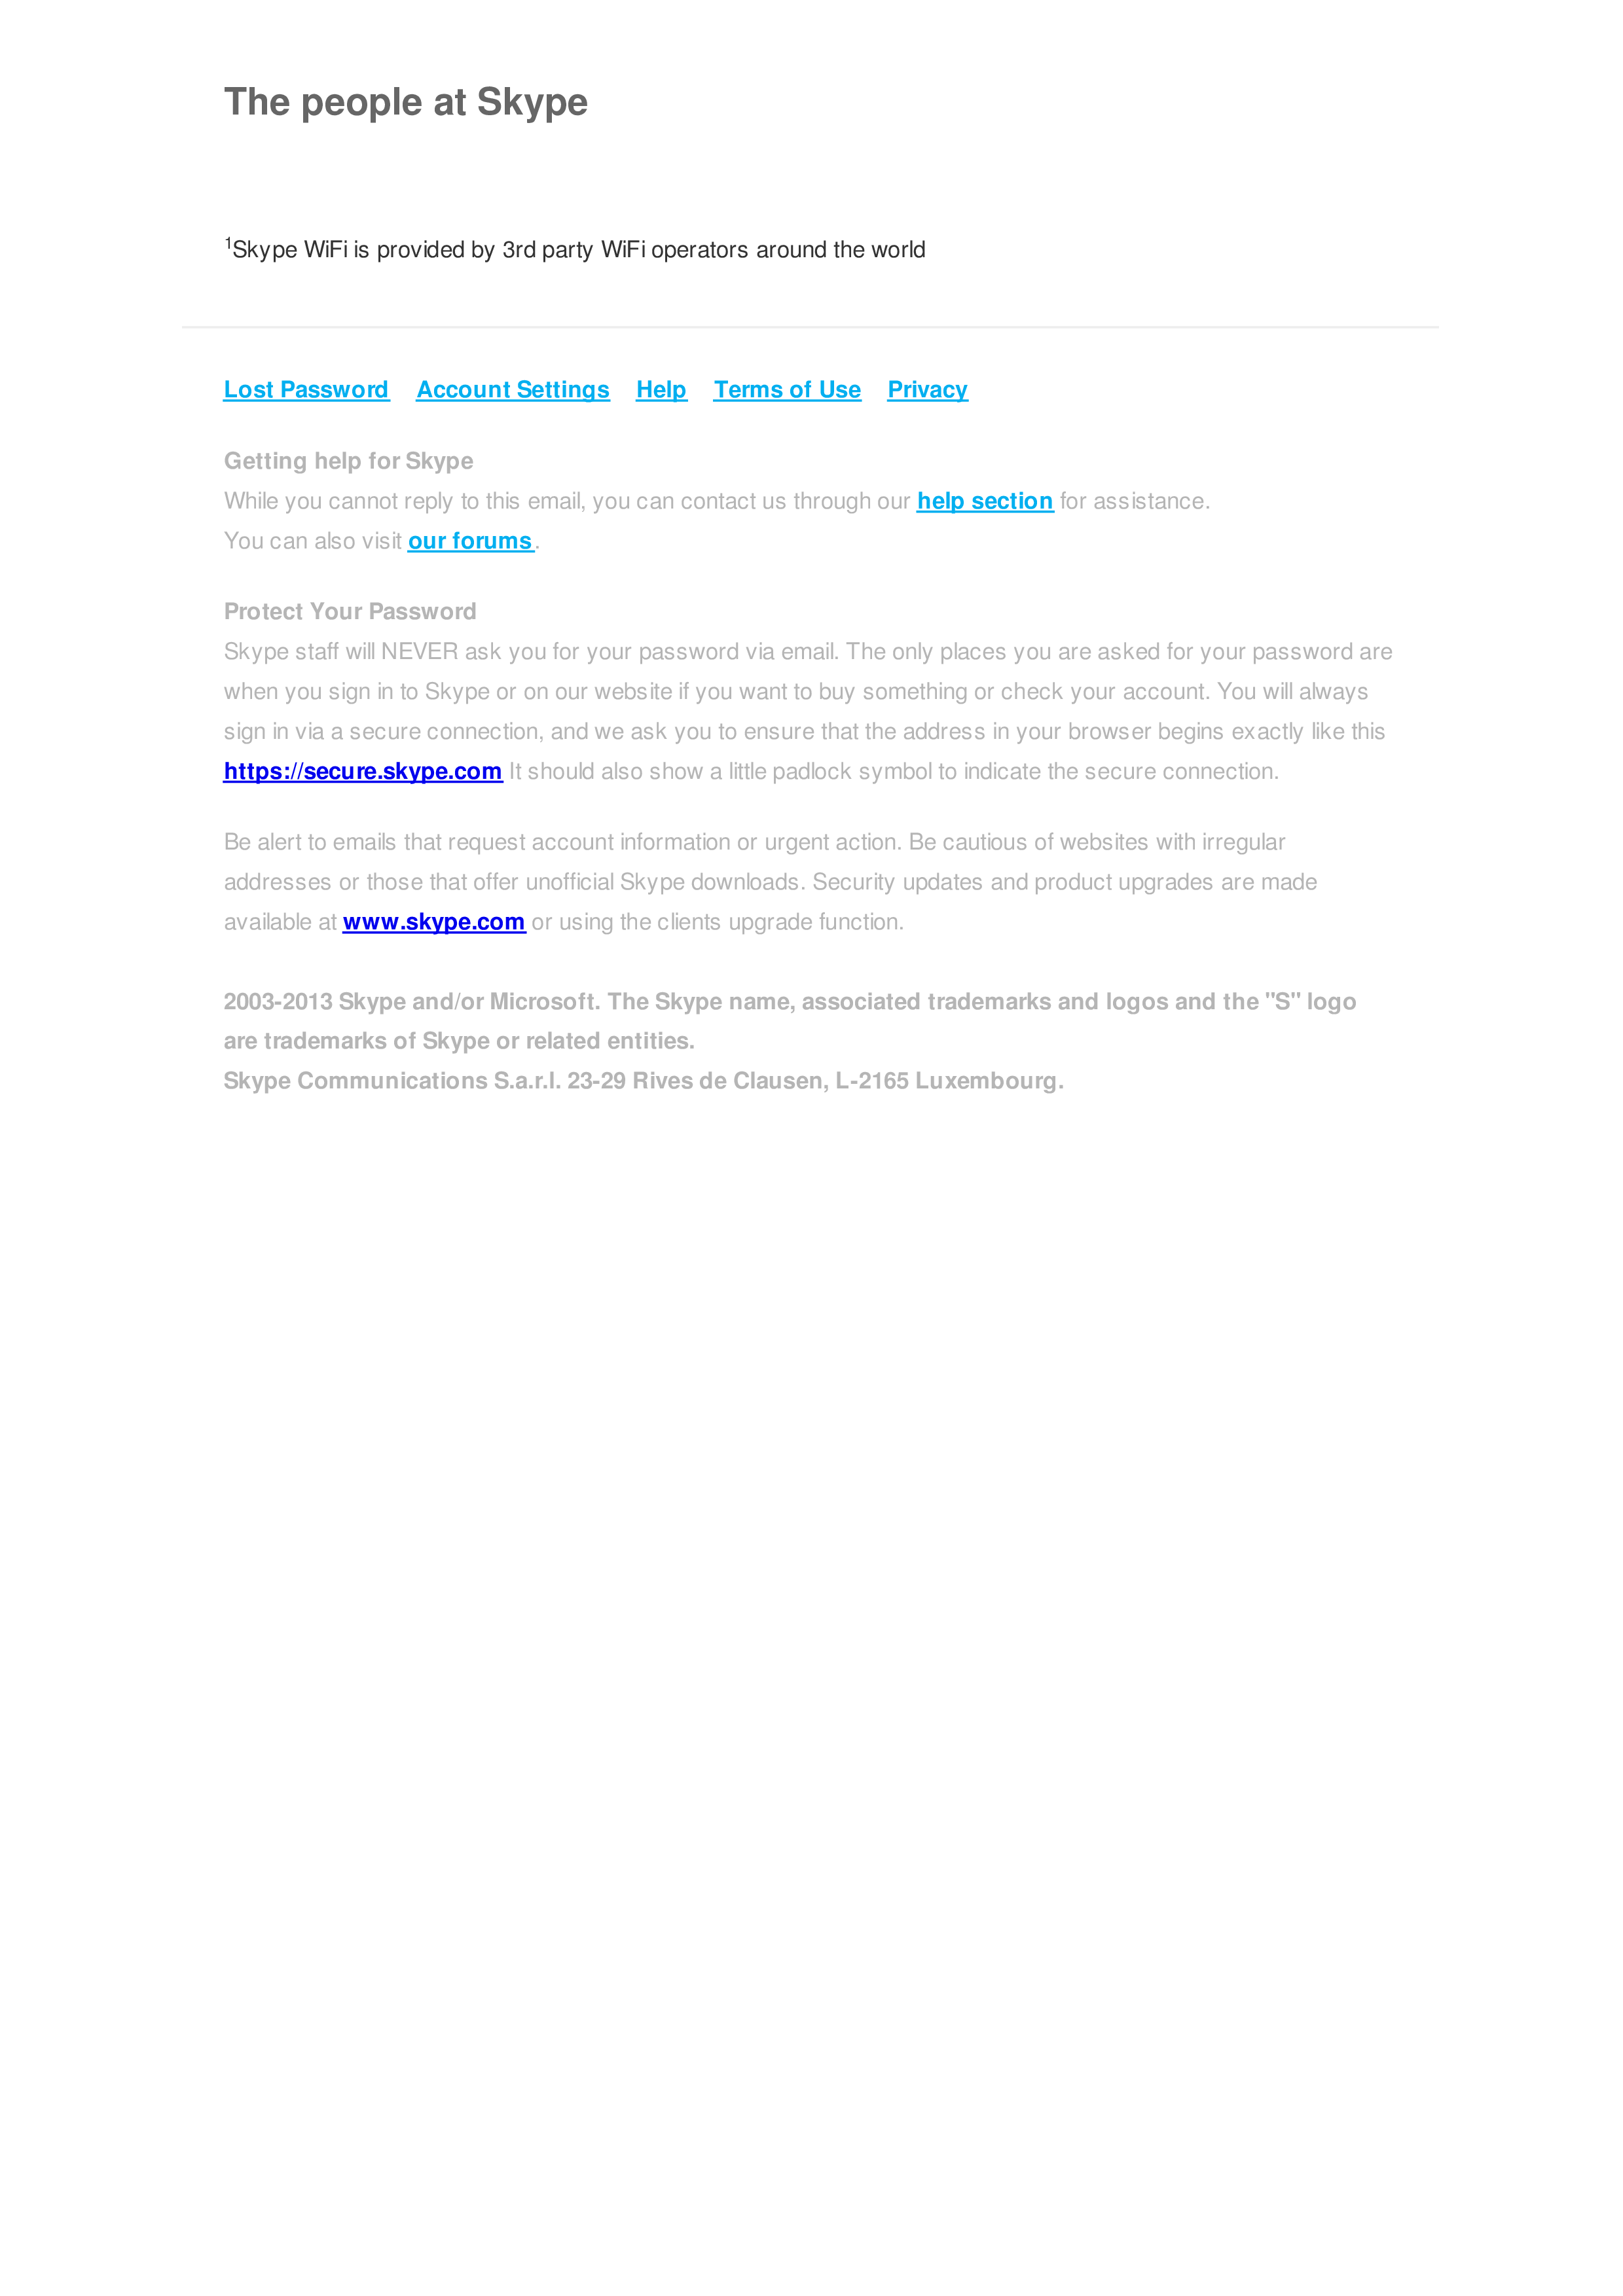 The people at Skype
¹Skype WiFi is provided by 3rd party WiFi operators around the world
Lost Password Account Settings Help Terms of Use Privacy
Getting help for Skype
While you cannot reply to this email, you can contact us through our help section for assistance.
You can also visit our forums.
Protect Your Password
Skype staff will NEVER ask you for your password via email. The only places you are asked for your password are
when you sign in to Skype or on our website if you want to buy something or check your account. You will always
sign in via a secure connection, and we ask you to ensure that the address in your browser begins exactly like this
https://secure.skype.com It should also show a little padlock symbol to indicate the secure connection.
Be alert to emails that request account information or urgent action. Be cautious of websites with irregular
addresses or those that offer unofficial Skype downloads. Security updates and product upgrades are made
available at www.skype.com or using the clients upgrade function.
2003-2013 Skype and/or Microsoft. The Skype name, associated trademarks and logos and the "S" logo
are trademarks of Skype or related entities.
Skype Communications S.a.r.l. 23-29 Rives de Clausen, L-2165 Luxembourg.